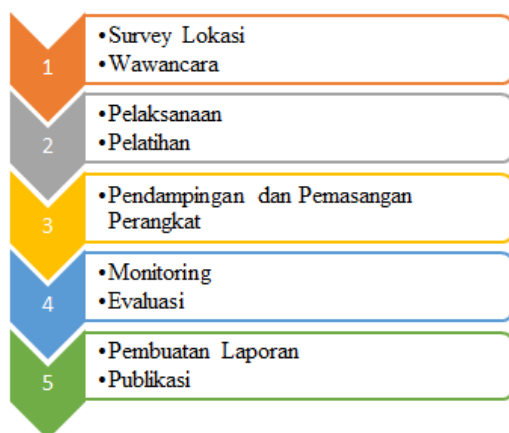 1
•Survey Lokasi
•Wawancara
2
•Pelaksanaan
•Pelatihan
3
•Pendampingan dan Pemasangan
Perangkat
4
•Monitoring
•Evaluasi
5
•Pembuatan Laporan
•Publikasi